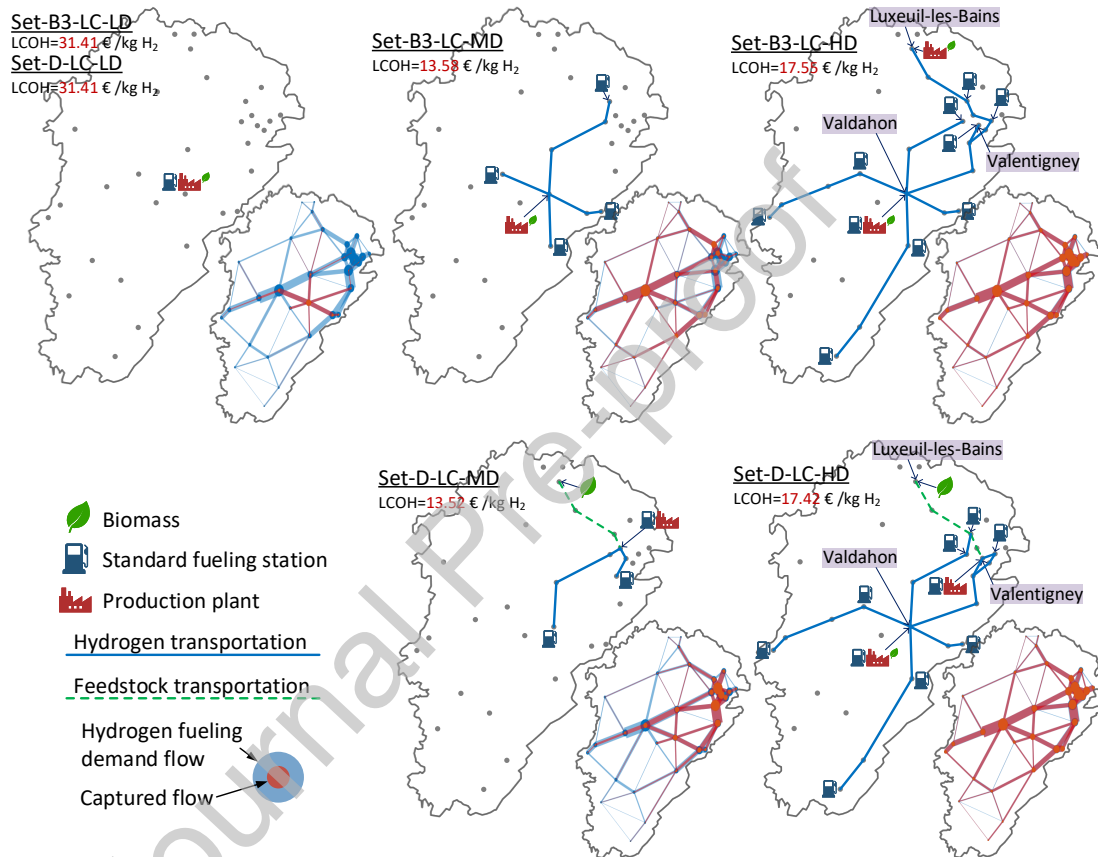 Set-B3-LC-LD
LCOH=31.41 € /kg H₂
Set-D-LC-LD
LCOH=31.41 € /kg H₂
Set-B3-LC-MD
LCOH=13.58 € /kg H₂
Set-B3-LC-HD
LCOH=17.55 € /kg H₂
Luxeuil-les-Bains
Valdahon
Valentigney
Set-D-LC-MD
LCOH=13.52 € /kg H₂
Set-D-LC-HD
LCOH=17.42 € /kg H₂
Luxeuil-les-Bains
Valdahon
Valentigney
Biomass
Standard fueling station
Production plant
Hydrogen transportation
Feedstock transportation
Hydrogen fueling
demand flow
Captured flow
Journal Pre-proof